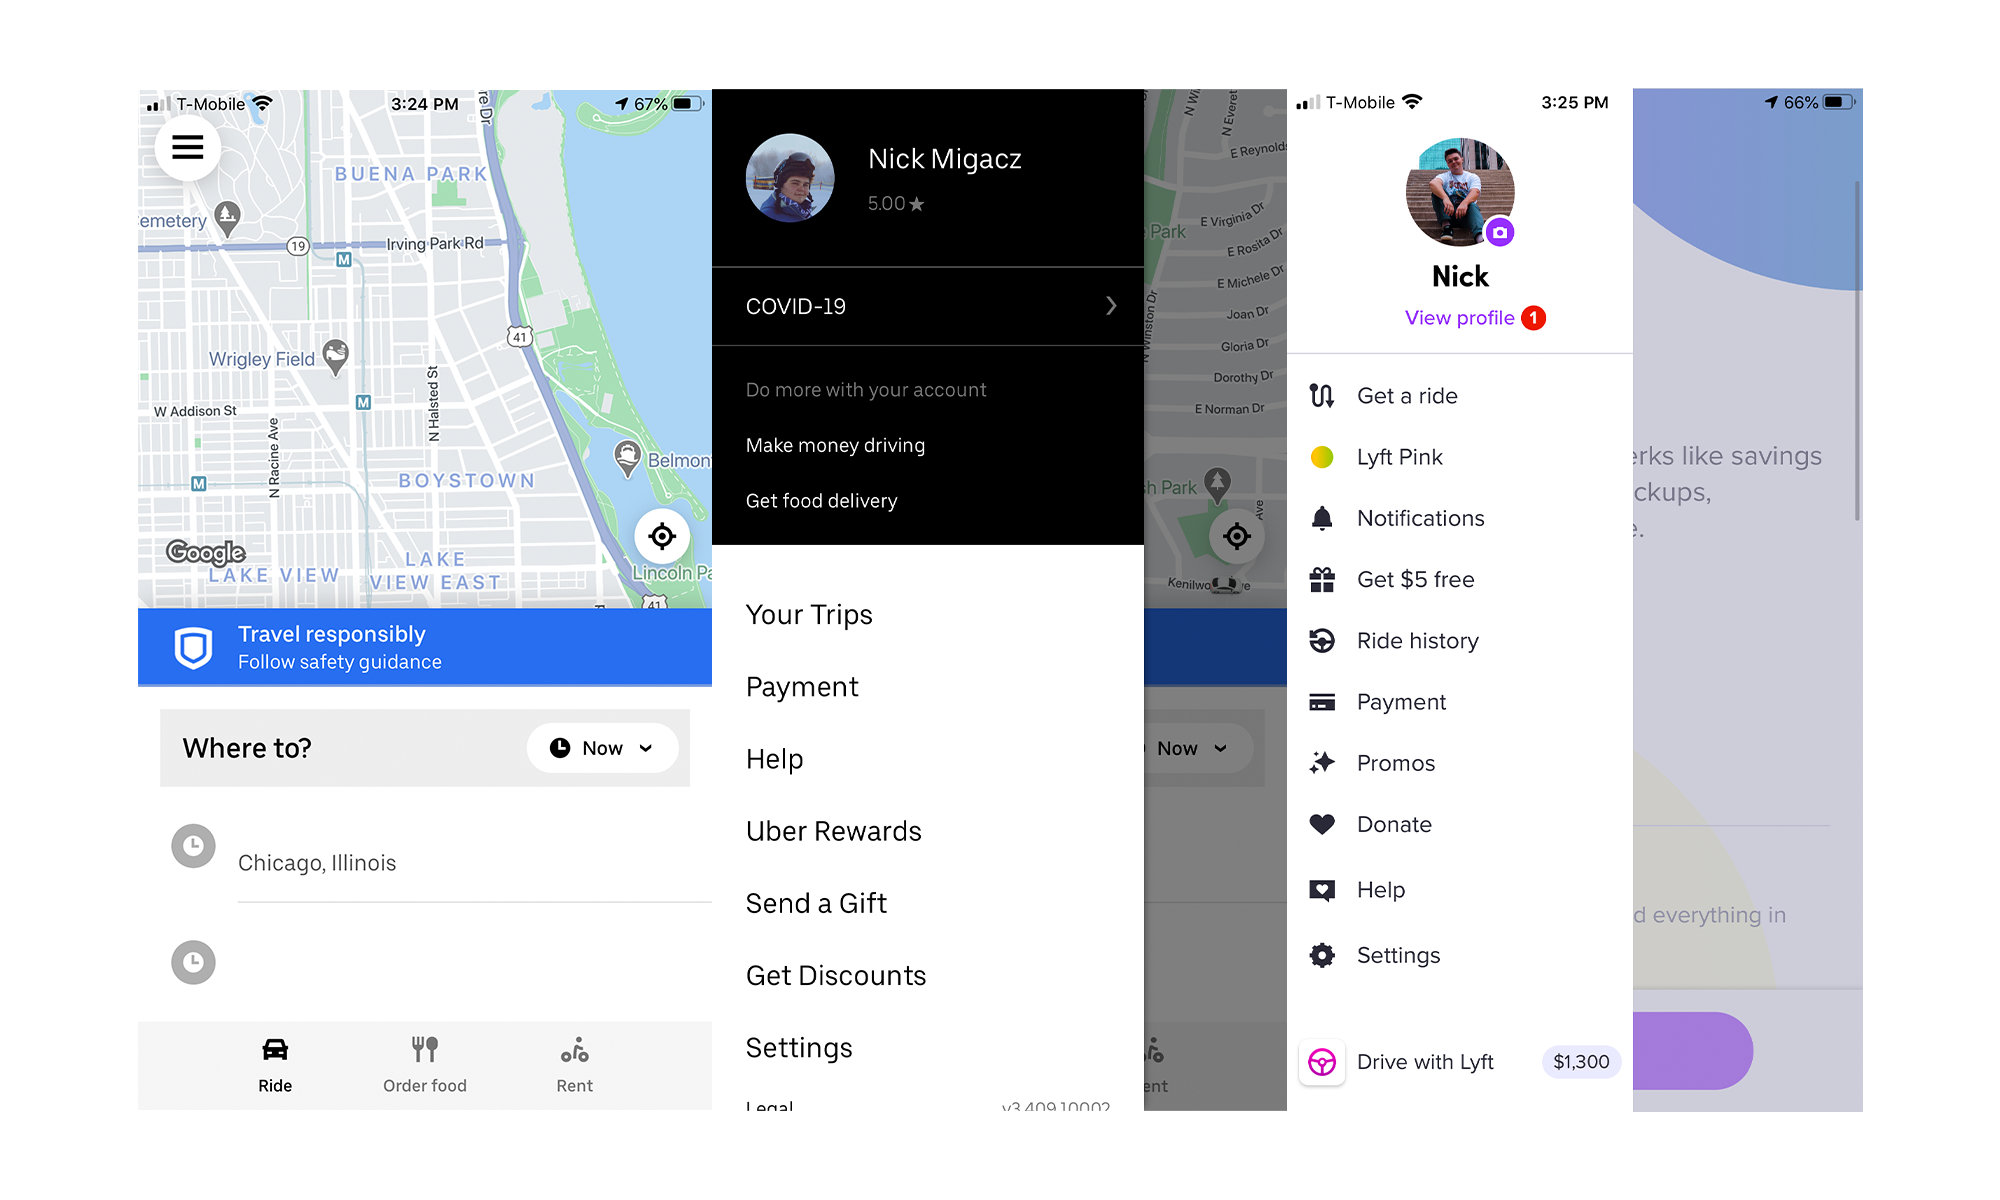 T-Mobile
3:24 PM
67%
re Dr
BUENA PARK
emetery
19
Irving Park Rd
M
41
Wrigley Field
M
W Addison St
N Halsted St
N Racine Ave
M
BOYSTOWN
Belmon
Google
LAKE VIEW
LAKE
VIEW EAST
Lincoln Pa
41
Travel responsibly
Follow safety guidance
Where to?
Now
Chicago, Illinois
Ride
Order food
Rent
Nick Migacz
5.00★
COVID-19
Do more with your account
Make money driving
Get food delivery
Your Trips
Payment
Help
Uber Rewards
Send a Gift
Get Discounts
Settings
Legal
v3.409.10002
N Wi
N Everet
E Reynolds
E Virginia Dr
Park
E Rosita Dr
E Michele Dr
N Winston Dr
Joan Dr
Gloria Dr
Dorothy Dr
E Norman Dr
h Park
Ave
Kenilwo
e
Now
ent
T-Mobile
3:25 PM
66%
Nick
View profile 1
Get a ride
Lyft Pink
Notifications
Get $5 free
Ride history
Payment
Promos
Donate
Help
Settings
Drive with Lyft
$1,300
erks like savings
ckups,
e.
d everything in